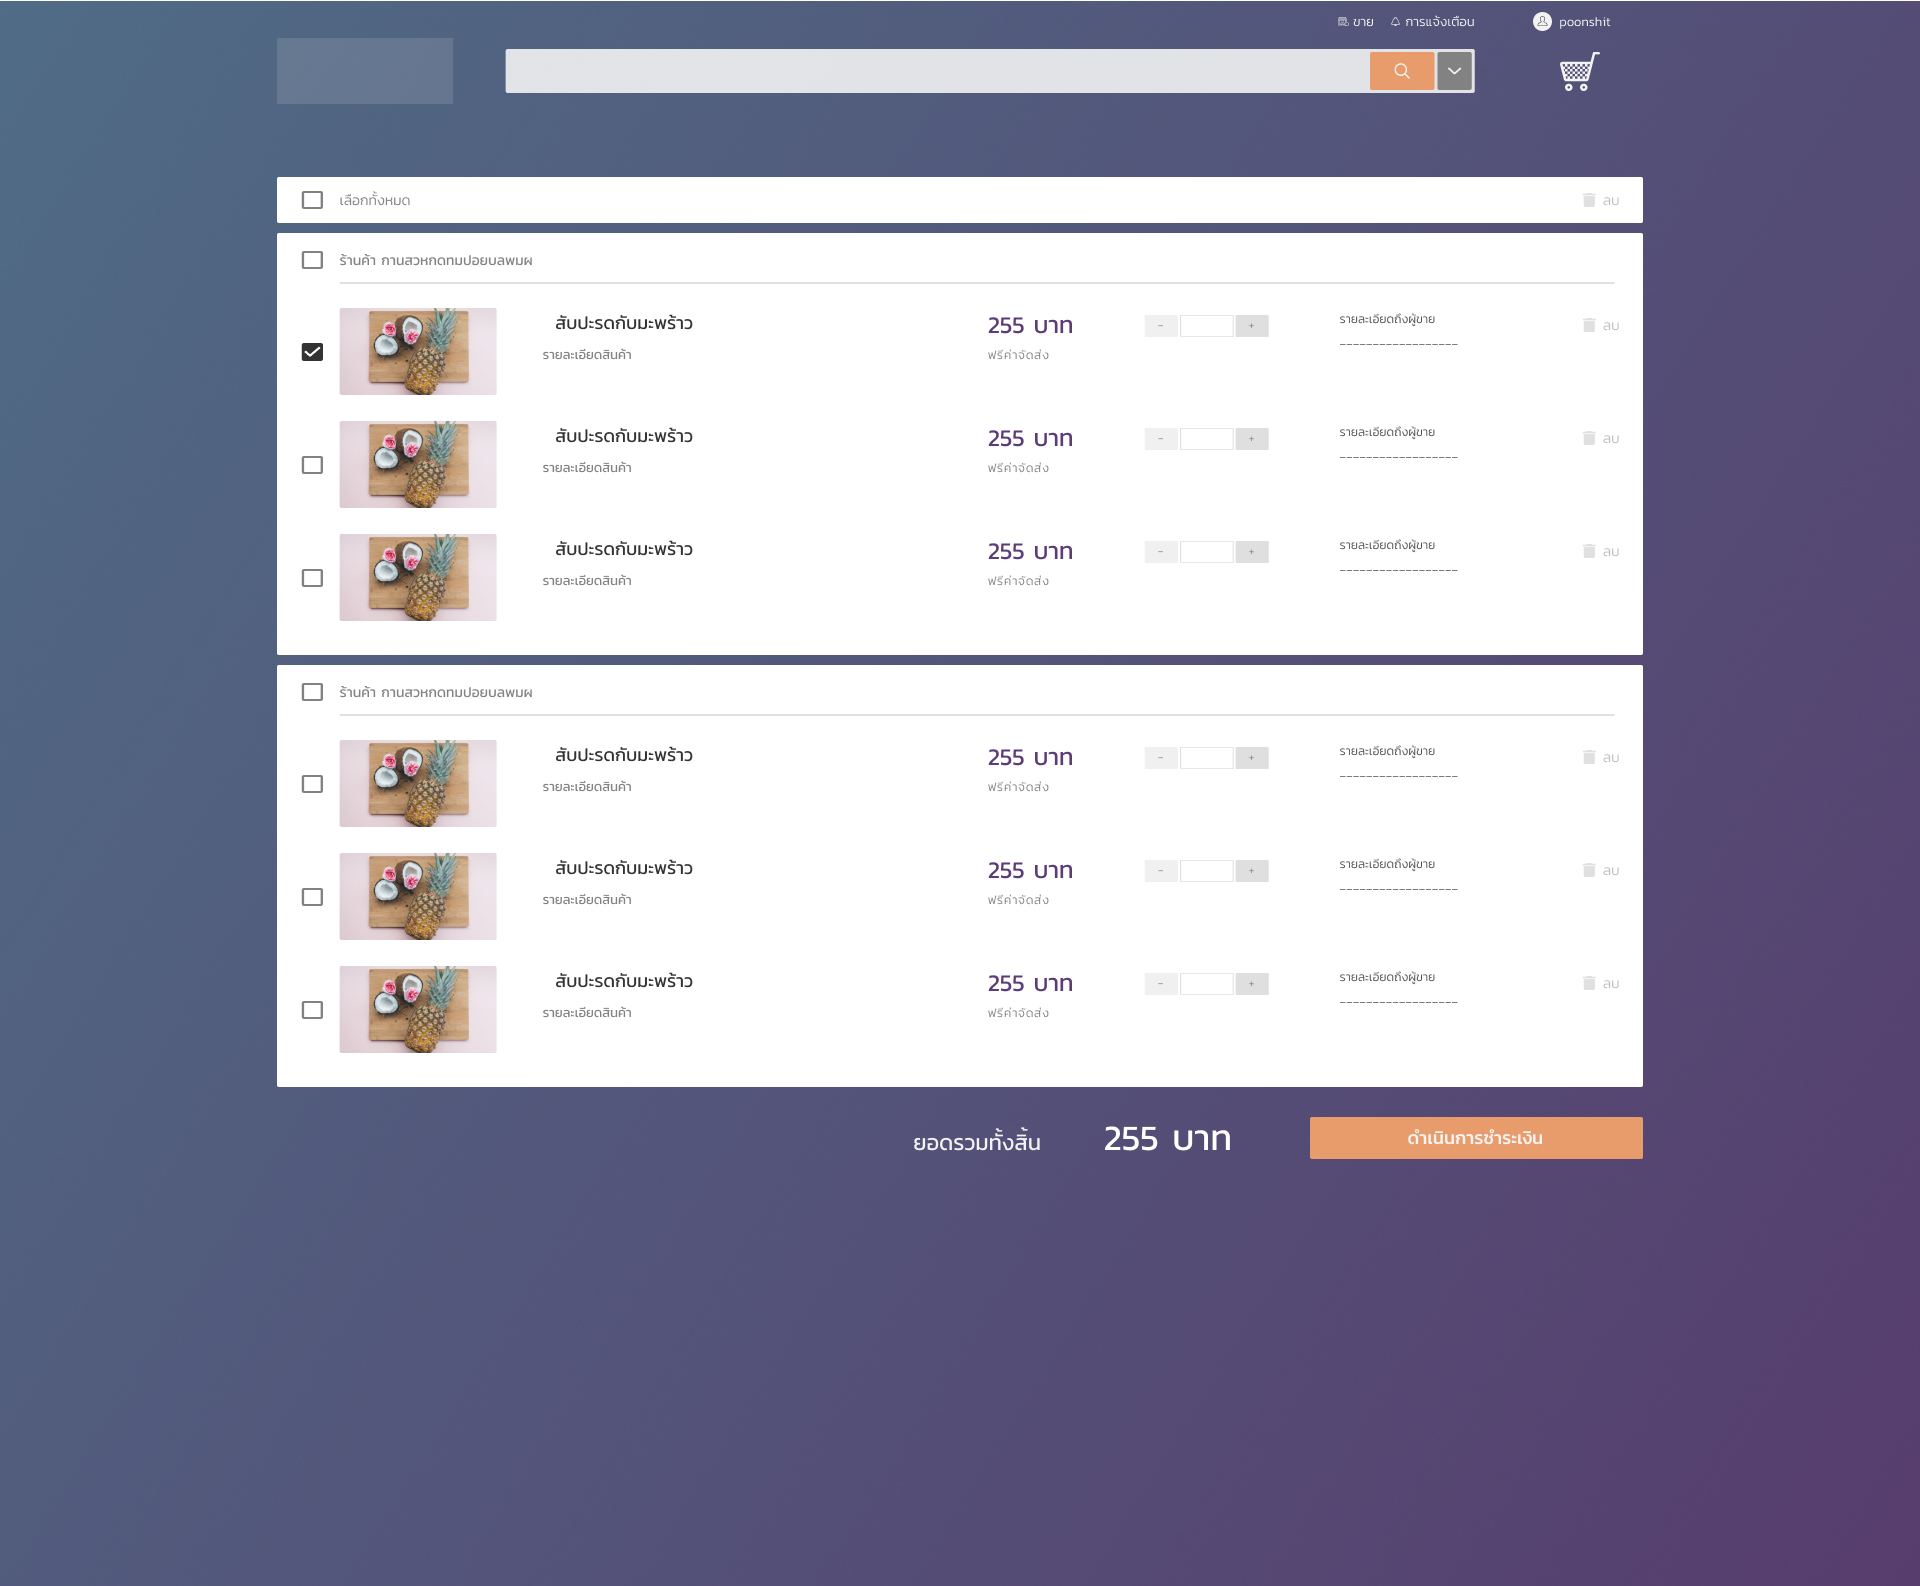 ขาย การแจ้งเตือน poonshit
เลือกทั้งหมด ลบ
ร้านค้า กานสวหกดทมปอยบลพมผ
สับปะรดกับมะพร้าว 255 บาท - + รายละเอียดถึงผู้ขาย ลบ
รายละเอียดสินค้า ฟรีค่าจัดส่ง ------------------
สับปะรดกับมะพร้าว 255 บาท - + รายละเอียดถึงผู้ขาย ลบ
รายละเอียดสินค้า ฟรีค่าจัดส่ง ------------------
สับปะรดกับมะพร้าว 255 บาท - + รายละเอียดถึงผู้ขาย ลบ
รายละเอียดสินค้า ฟรีค่าจัดส่ง ------------------
ร้านค้า กานสวหกดทมปอยบลพมผ
สับปะรดกับมะพร้าว 255 บาท - + รายละเอียดถึงผู้ขาย ลบ
รายละเอียดสินค้า ฟรีค่าจัดส่ง ------------------
สับปะรดกับมะพร้าว 255 บาท - + รายละเอียดถึงผู้ขาย ลบ
รายละเอียดสินค้า ฟรีค่าจัดส่ง ------------------
สับปะรดกับมะพร้าว 255 บาท - + รายละเอียดถึงผู้ขาย ลบ
รายละเอียดสินค้า ฟรีค่าจัดส่ง ------------------
ยอดรวมทั้งสิ้น 255 บาท ดำเนินการชำระเงิน